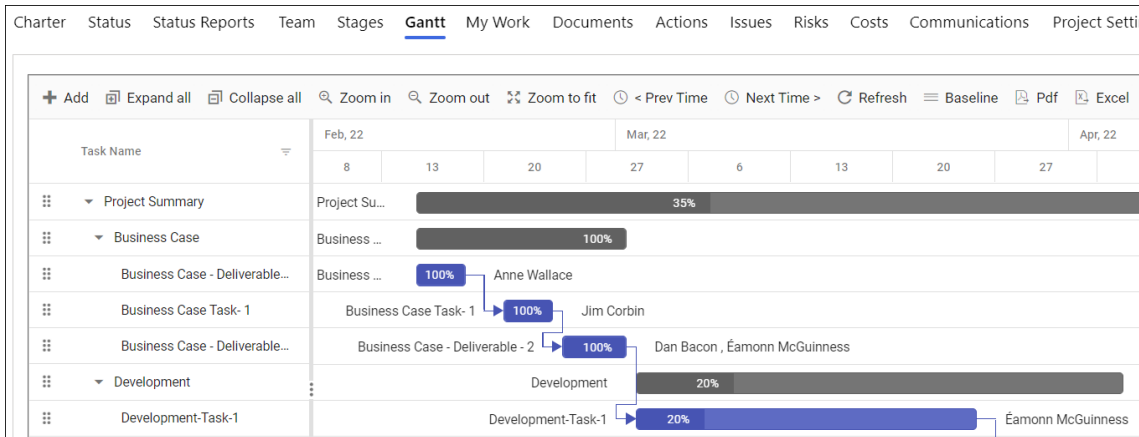 Charter Status Status Reports Team Stages Gantt My Work Documents Actions Issues Risks Costs Communications Project Setti
Add Expand all Collapse all Zoom in Zoom out Zoom to fit < Prev Time Next Time > Refresh Baseline Pdf Excel
Task Name Feb, 22 Mar, 22 Apr, 22
8 13 20 27 6 13 20 27
Project Summary Project Su... 35%
Business Case Business ... 100%
Business Case - Deliverable... Business ... 100% Anne Wallace
Business Case Task- 1 Business Case Task- 1 100% Jim Corbin
Business Case - Deliverable... Business Case - Deliverable - 2 100% Dan Bacon , Éamonn McGuinness
Development Development 20%
Development-Task-1 Development-Task-1 20% Éamonn McGuinness